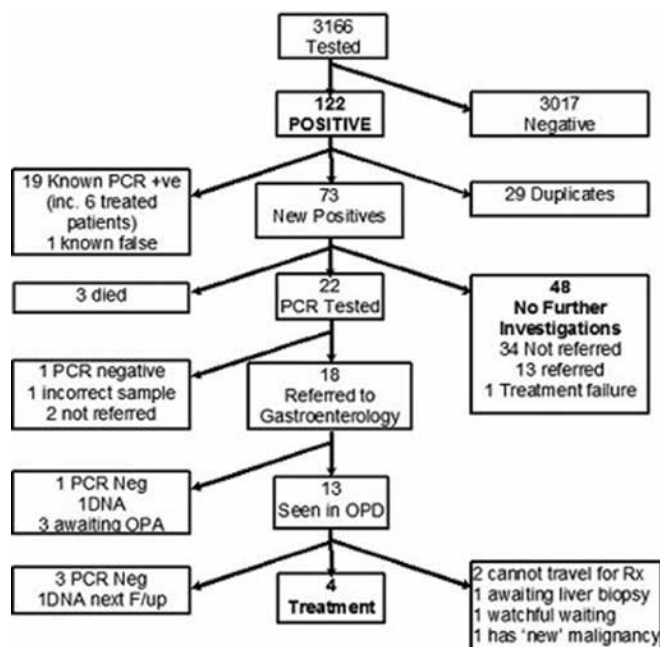 3166
Tested
122
POSITIVE
3017
Negative
19 Known PCR +ve
(inc. 6 treated
patients)
1 known false
73
New Positives
29 Duplicates
3 died
22
PCR Tested
48
No Further
Investigations
34 Not referred
13 referred
1 Treatment failure
1 PCR negative
1 incorrect sample
2 not referred
18
Referred to
Gastroenterology
1 PCR Neg
1DNA
3 awaiting OPA
13
Seen in OPD
3 PCR Neg
1DNA next F/up
4
Treatment
2 cannot travel for Rx
1 awaiting liver biopsy
1 watchful waiting
1 has 'new' malignancy